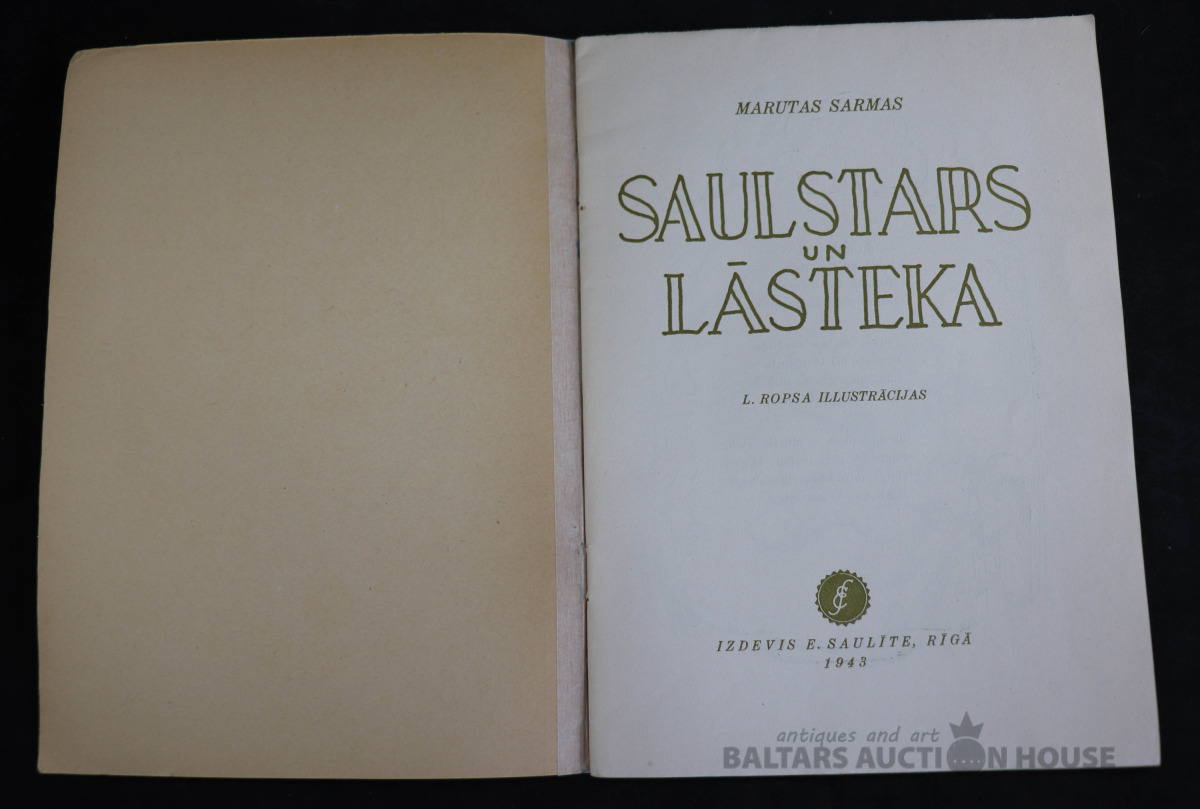 MARUTAS SARMAS
SAULSTARS
UN
LĀSTEKA
L. ROPSA ILLUSTRĀCIJAS
IZDEVIS E. SAULĪTE, RĪGĀ
1943
antiques and art
BALTARS AUCTION HOUSE